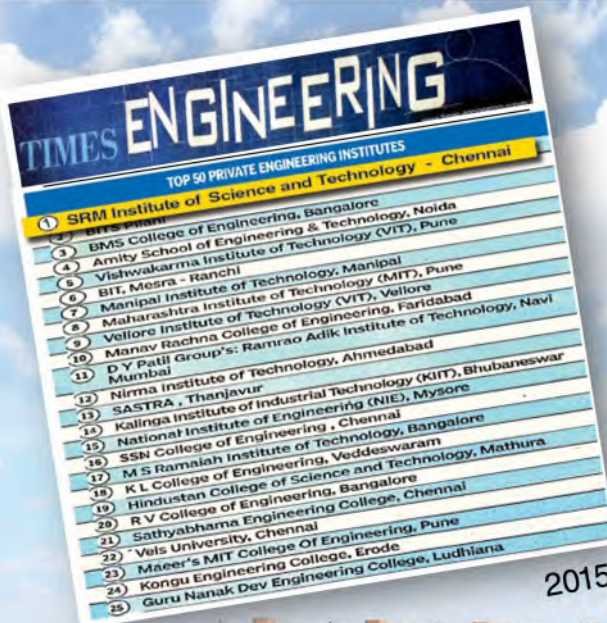 TIMES ENGINEERING
TOP 50 PRIVATE ENGINEERING INSTITUTES
1 SRM Institute of Science and Technology - Chennai
2 BITS Pilani
3 BMS College of Engineering, Bangalore
4 Amity School of Engineering & Technology, Noida
5 Vishwakarma Institute of Technology (VIT), Pune
6 BIT, Mesra - Ranchi
7 Manipal Institute of Technology, Manipal
8 Maharashtra Institute of Technology (MIT), Pune
9 Vellore Institute of Technology (VIT), Vellore
10 Manav Rachna College of Engineering, Faridabad
11 D Y Patil Group's: Ramrao Adik Institute of Technology, Navi
Mumbai
12 Nirma Institute of Technology, Ahmedabad
13 SASTRA , Thanjavur
14 Kalinga Institute of Industrial Technology (KIIT), Bhubaneswar
15 National Institute of Engineering (NIE), Mysore
16 SSN College of Engineering , Chennai
17 M S Ramaiah Institute of Technology, Bangalore
18 K L College of Engineering, Veddeswaram
19 Hindustan College of Science and Technology, Mathura
20 R V College of Engineering, Bangalore
21 Sathyabhama Engineering College, Chennai
22 Vels University, Chennai
23 Maeer's MIT College Of Engineering, Pune
24 Kongu Engineering College, Erode
25 Guru Nanak Dev Engineering College, Ludhiana
2015